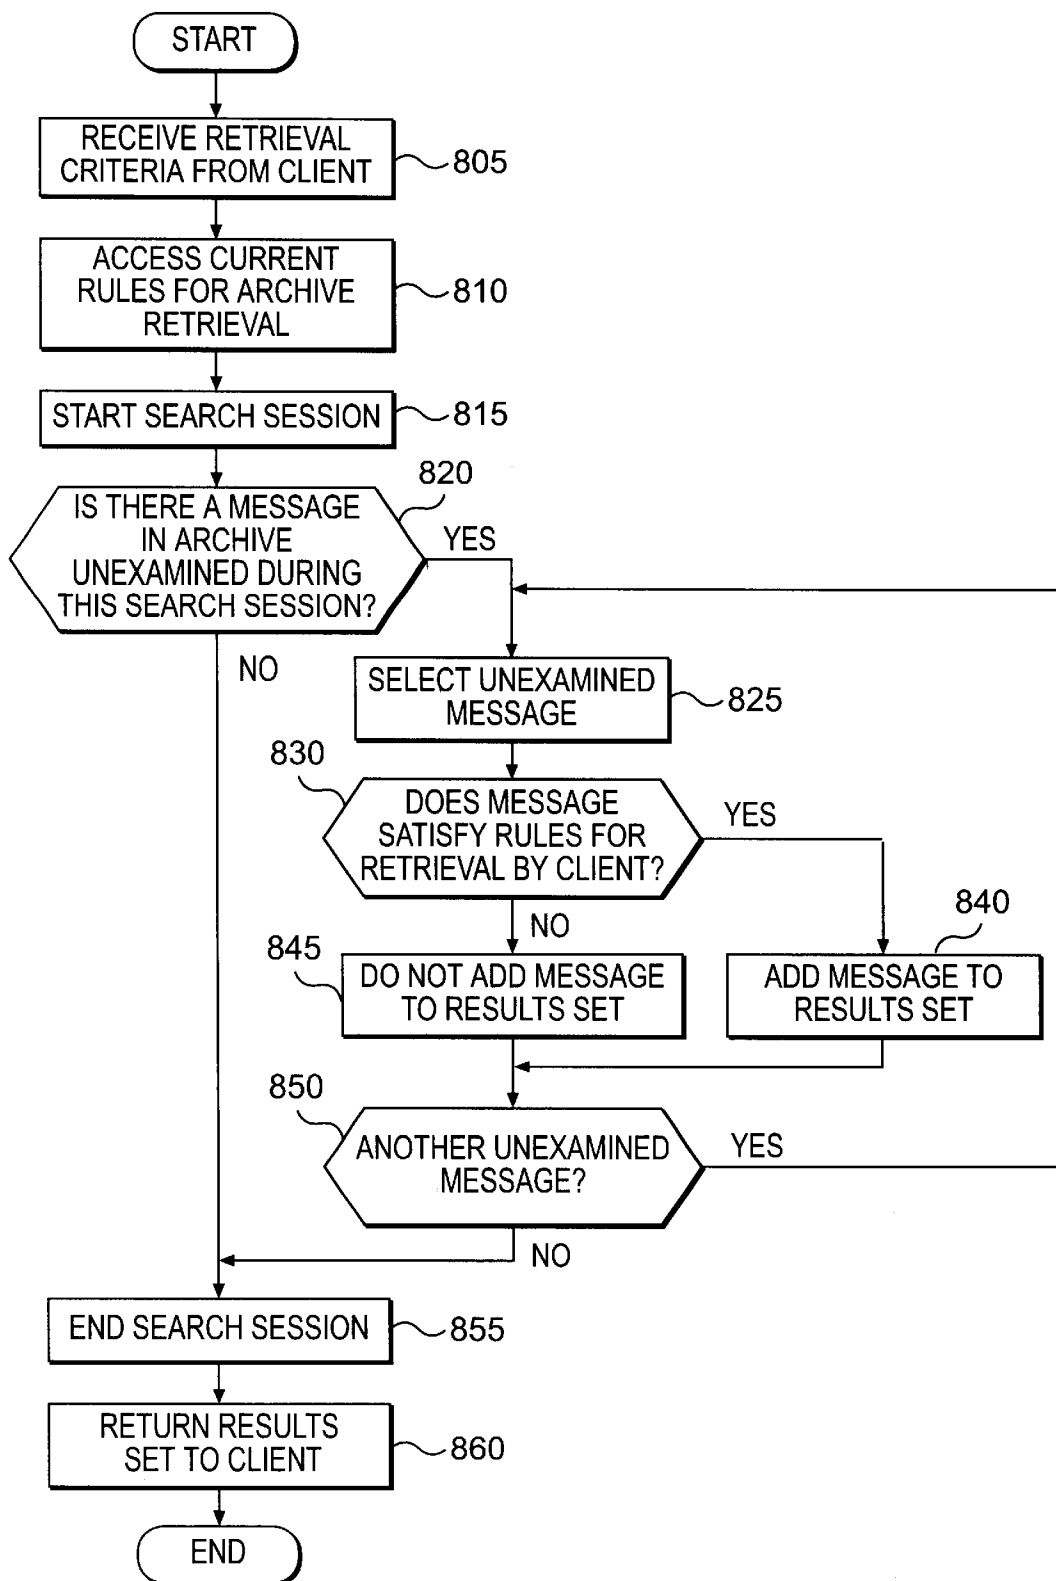 START
RECEIVE RETRIEVAL
CRITERIA FROM CLIENT
805
ACCESS CURRENT
RULES FOR ARCHIVE
RETRIEVAL
810
START SEARCH SESSION
815
820
IS THERE A MESSAGE
IN ARCHIVE
UNEXAMINED DURING
THIS SEARCH SESSION?
YES
NO
SELECT UNEXAMINED
MESSAGE
825
830
DOES MESSAGE
SATISFY RULES FOR
RETRIEVAL BY CLIENT?
YES
NO
840
845
DO NOT ADD MESSAGE
TO RESULTS SET
ADD MESSAGE TO
RESULTS SET
850
ANOTHER UNEXAMINED
MESSAGE?
YES
NO
END SEARCH SESSION
855
RETURN RESULTS
SET TO CLIENT
860
END